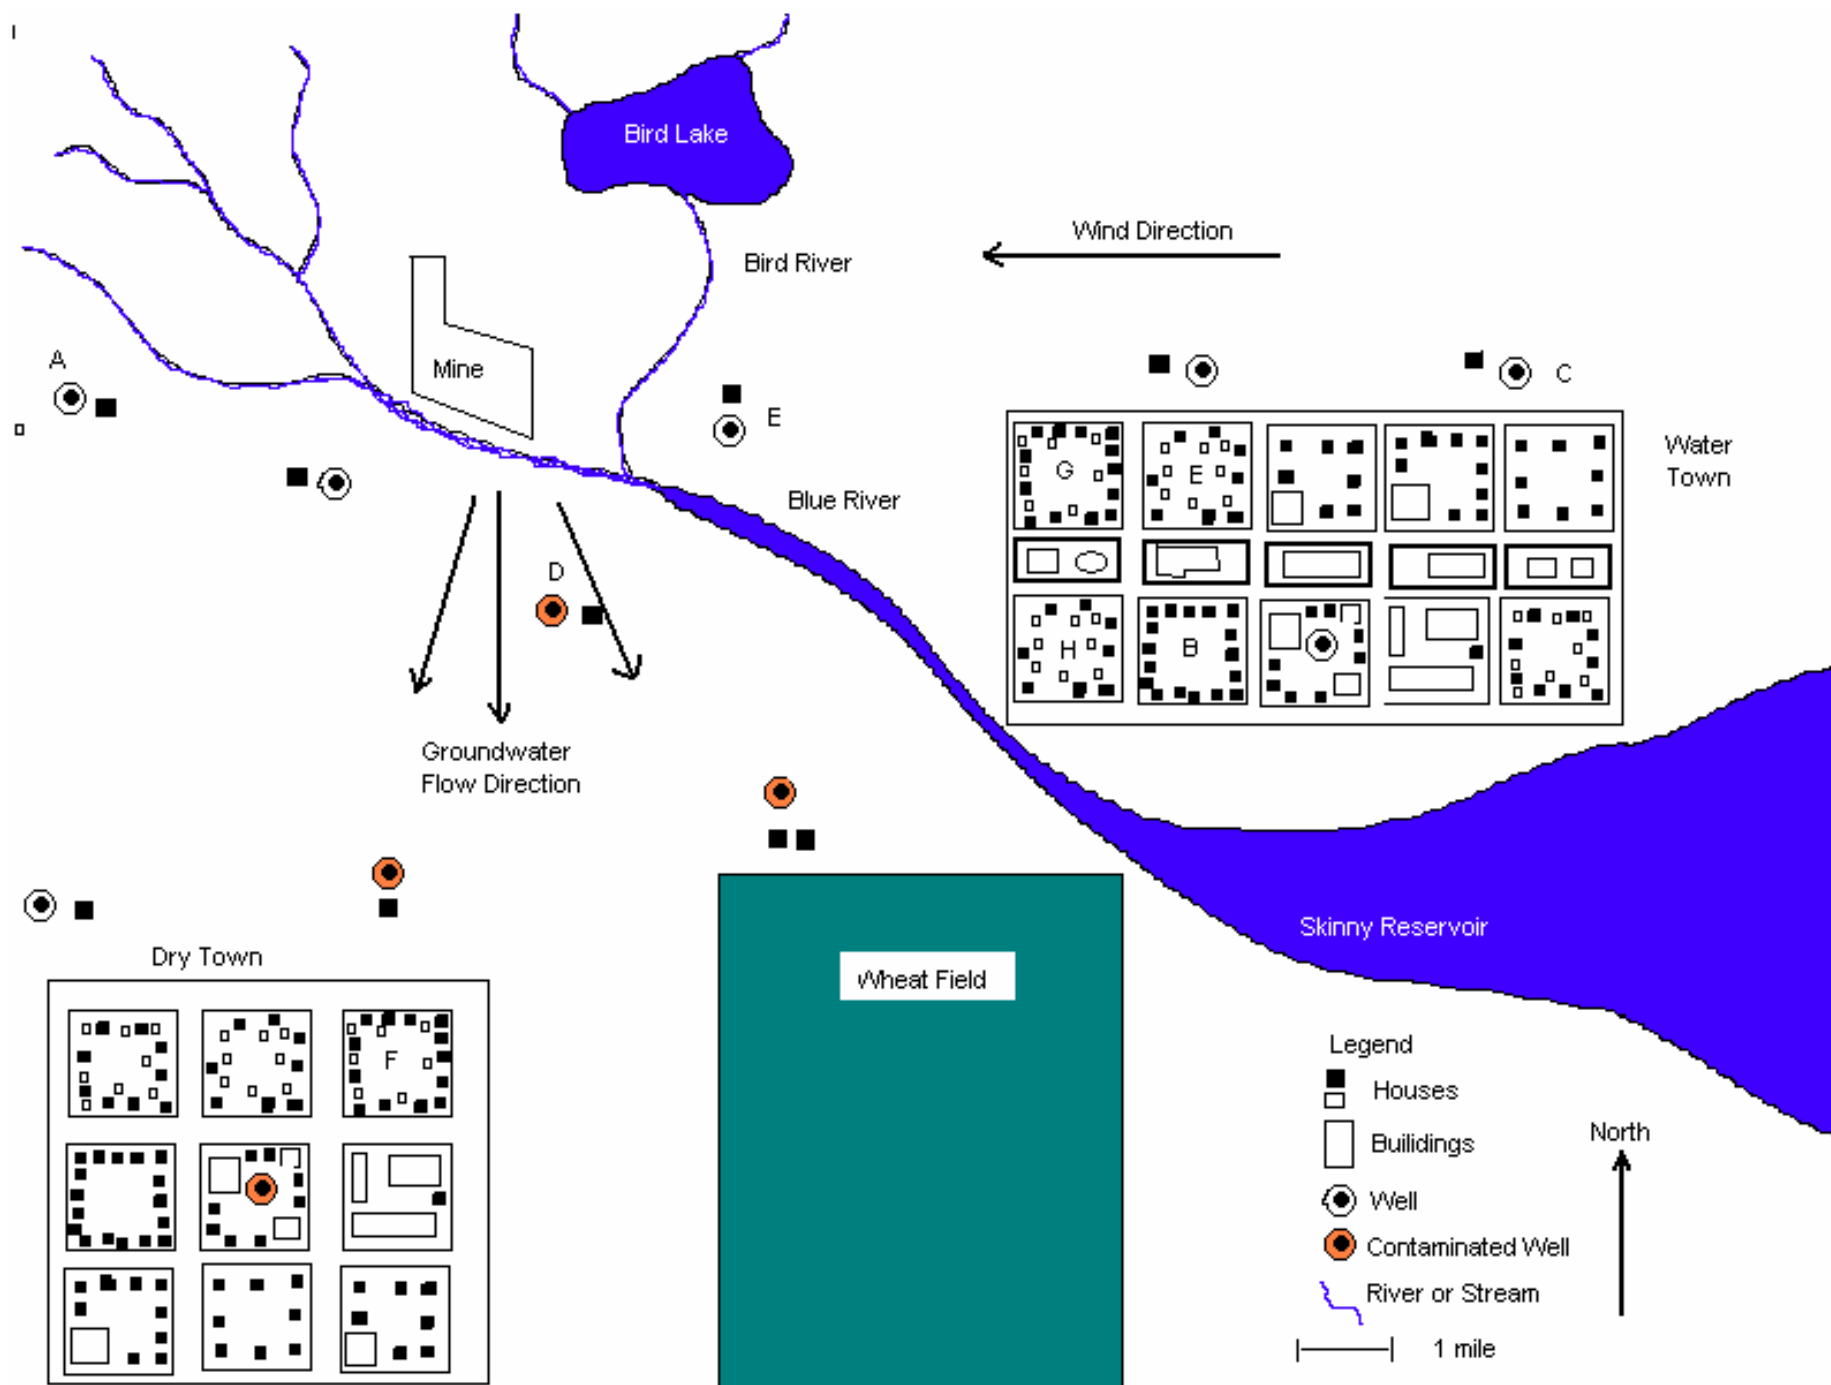 Bird Lake
Wind Direction
Bird River
A
Mine
E
C
G
E
Water
Town
Blue River
D
H
B
Groundwater
Flow Direction
Skinny Reservoir
Dry Town
Wheat Field
F
Legend
Houses
Builidings
North
Well
Contaminated Well
River or Stream
1 mile